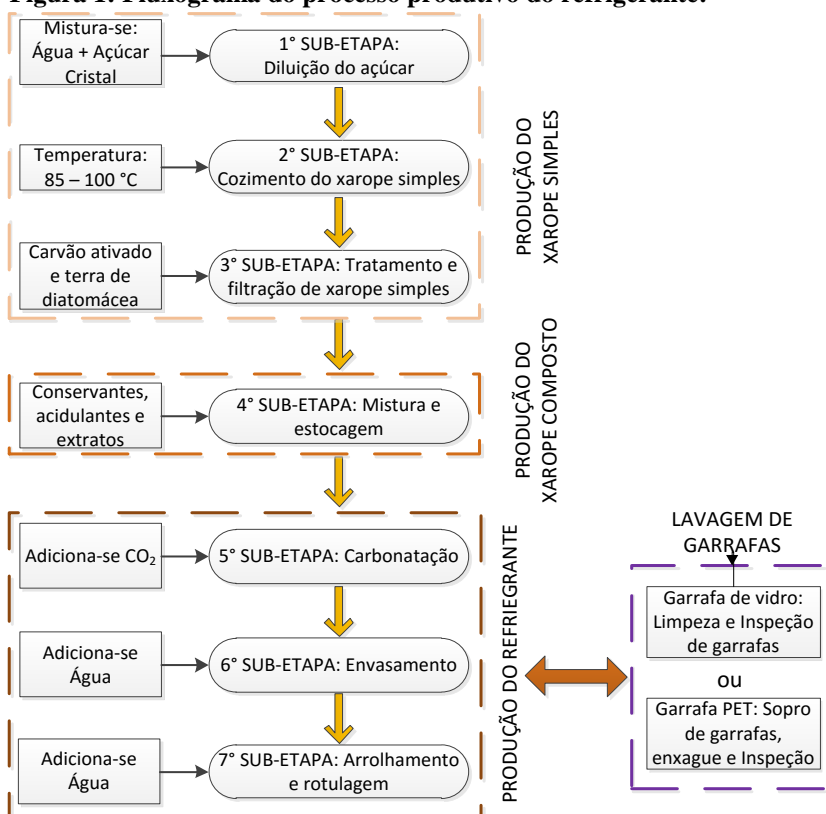 Figura 1: Fluxograma do processo produtivo do refrigerante.
Mistura-se:
Água + Açúcar
Cristal
1° SUB-ETAPA:
Diluição do açúcar
Temperatura:
85 – 100 °C
2° SUB-ETAPA:
Cozimento do xarope simples
Carvão ativado
e terra de
diatomácea
3° SUB-ETAPA: Tratamento e
filtração de xarope simples
PRODUÇÃO DO
XAROPE SIMPLES
Conservantes,
acidulantes e
extratos
4° SUB-ETAPA: Mistura e
estocagem
PRODUÇÃO DO
XAROPE COMPOSTO
Adiciona-se CO₂
5° SUB-ETAPA: Carbonatação
Adiciona-se
Água
6° SUB-ETAPA: Envasamento
Adiciona-se
Água
7° SUB-ETAPA: Arrolhamento
e rotulagem
PRODUÇÃO DO REFRIEGRANTE
LAVAGEM DE
GARRAFAS
Garrafa de vidro:
Limpeza e Inspeção
de garrafas
ou
Garrafa PET: Sopro
de garrafas,
enxague e Inspeção